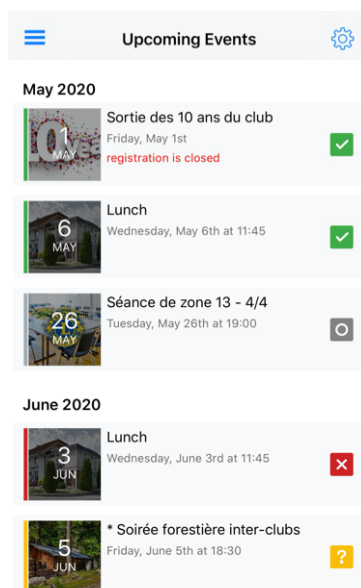 Upcoming Events
May 2020
Sortie des 10 ans du club
1
MAY
Friday, May 1st
registration is closed
Lunch
6
MAY
Wednesday, May 6th at 11:45
Séance de zone 13 - 4/4
26
MAY
Tuesday, May 26th at 19:00
June 2020
Lunch
3
JUN
Wednesday, June 3rd at 11:45
* Soirée forestière inter-clubs
5
JUN
Friday, June 5th at 18:30
?